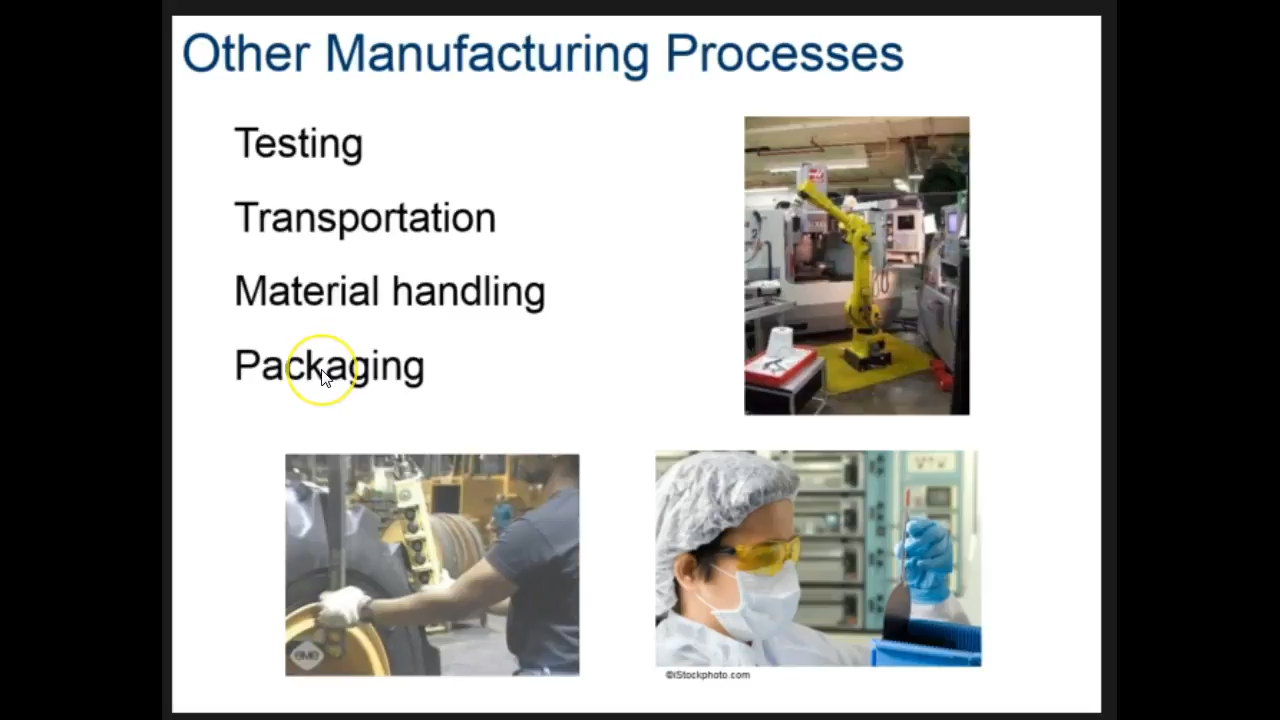 Other Manufacturing Processes
Testing
Transportation
Material handling
Packaging
©iStockphoto.com